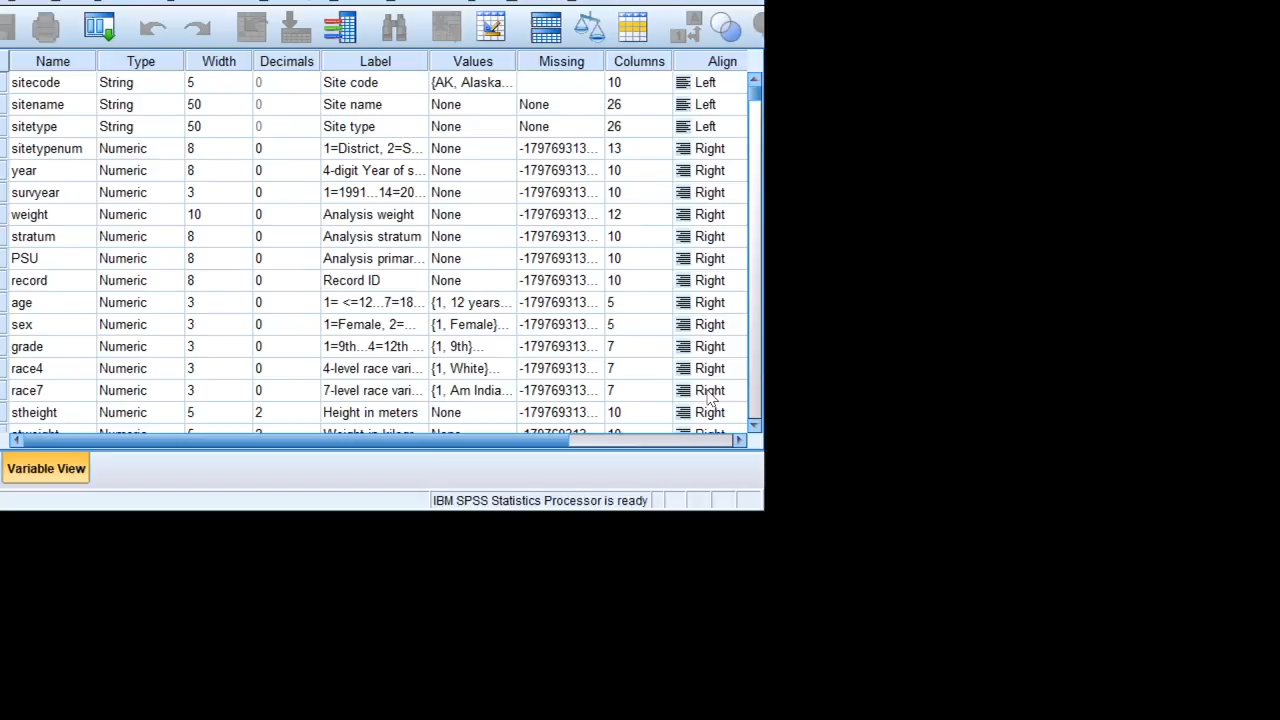 Name Type Width Decimals Label Values Missing Columns Align
sitecode String 5 0 Site code {AK, Alaska... 10 Left
sitename String 50 0 Site name None None 26 Left
sitetype String 50 0 Site type None None 26 Left
sitetypenum Numeric 8 0 1=District, 2=S... None -179769313... 13 Right
year Numeric 8 0 4-digit Year of s... None -179769313... 10 Right
survyear Numeric 3 0 1=1991...14=20... None -179769313... 10 Right
weight Numeric 10 0 Analysis weight None -179769313... 12 Right
stratum Numeric 8 0 Analysis stratum None -179769313... 10 Right
PSU Numeric 8 0 Analysis primar... None -179769313... 10 Right
record Numeric 8 0 Record ID None -179769313... 10 Right
age Numeric 3 0 1= <=12...7=18... {1, 12 years... -179769313... 5 Right
sex Numeric 3 0 1=Female, 2=... {1, Female}... -179769313... 5 Right
grade Numeric 3 0 1=9th...4=12th ... {1, 9th}... -179769313... 7 Right
race4 Numeric 3 0 4-level race vari... {1, White}... -179769313... 7 Right
race7 Numeric 3 0 7-level race vari... {1, Am India... -179769313... 7 Right
stheight Numeric 5 2 Height in meters None -179769313... 10 Right
Variable View
IBM SPSS Statistics Processor is ready